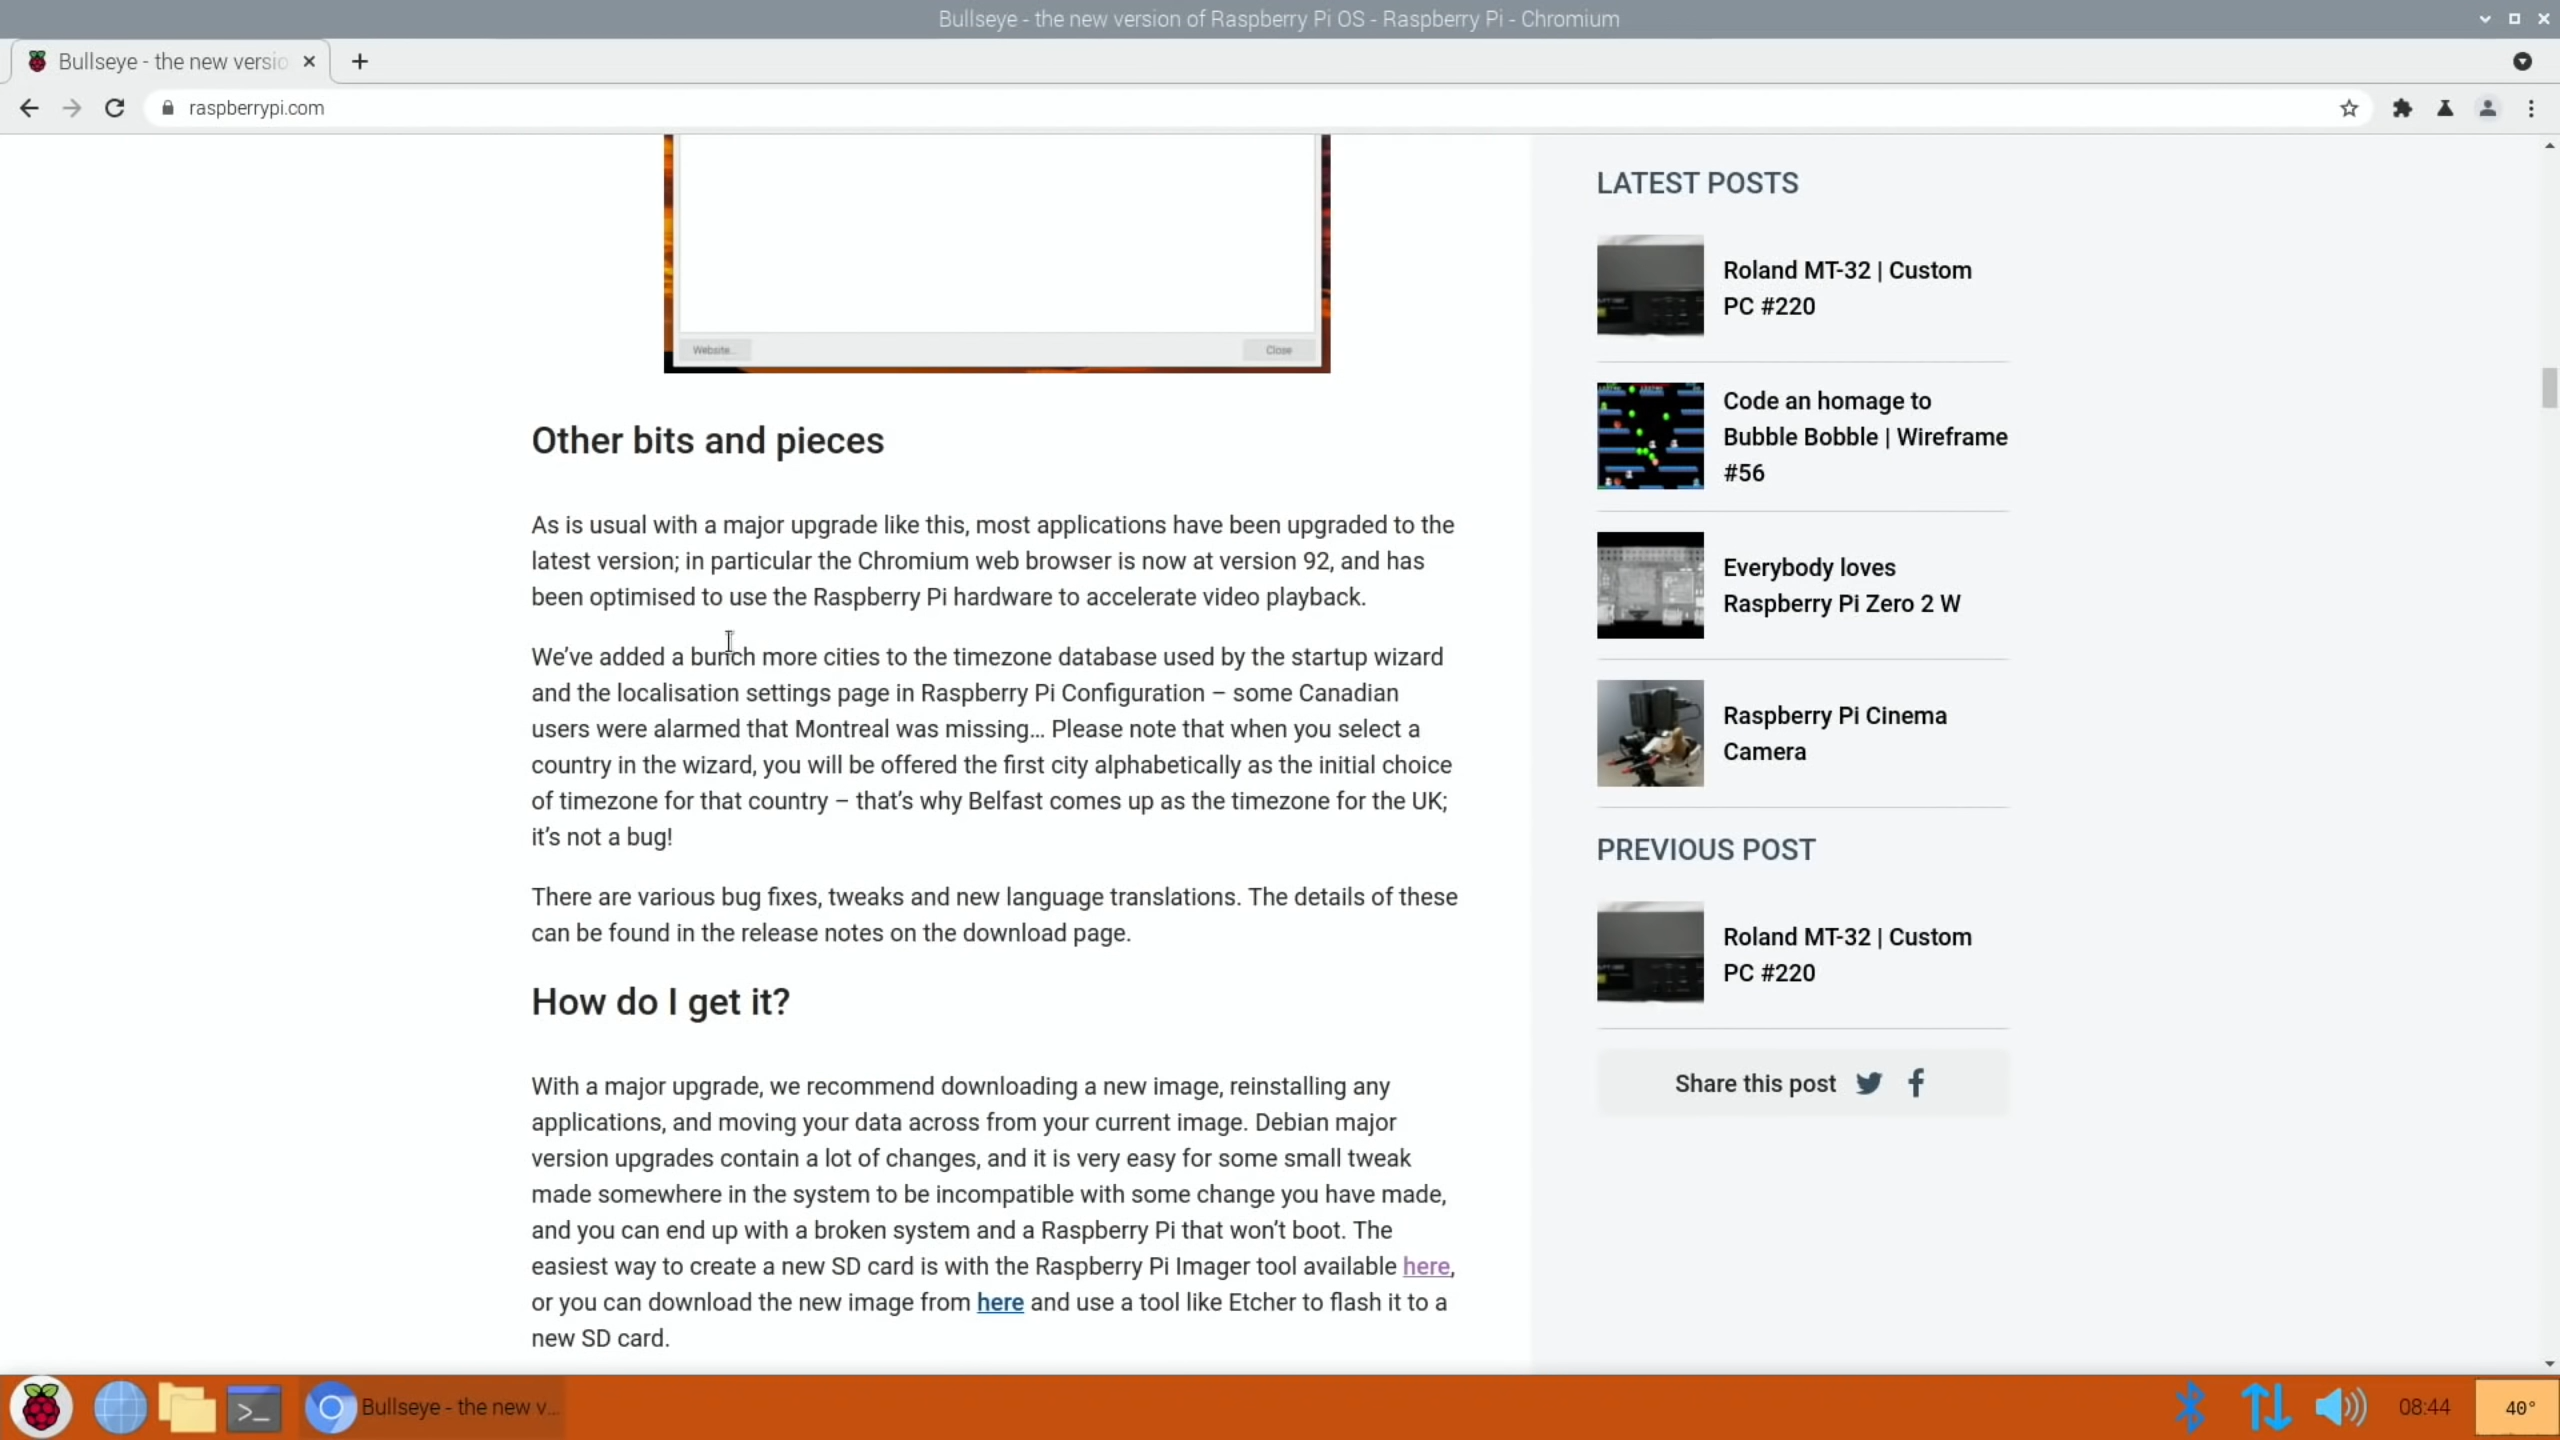 Bullseye - the new version of Raspberry Pi OS - Raspberry Pi - Chromium
Bullseye - the new versio
raspberrypi.com
Website...
Close
Other bits and pieces
As is usual with a major upgrade like this, most applications have been upgraded to the
latest version; in particular the Chromium web browser is now at version 92, and has
been optimised to use the Raspberry Pi hardware to accelerate video playback.
We’ve added a bunch more cities to the timezone database used by the startup wizard
and the localisation settings page in Raspberry Pi Configuration – some Canadian
users were alarmed that Montreal was missing… Please note that when you select a
country in the wizard, you will be offered the first city alphabetically as the initial choice
of timezone for that country – that’s why Belfast comes up as the timezone for the UK;
it’s not a bug!
There are various bug fixes, tweaks and new language translations. The details of these
can be found in the release notes on the download page.
How do I get it?
With a major upgrade, we recommend downloading a new image, reinstalling any
applications, and moving your data across from your current image. Debian major
version upgrades contain a lot of changes, and it is very easy for some small tweak
made somewhere in the system to be incompatible with some change you have made,
and you can end up with a broken system and a Raspberry Pi that won’t boot. The
easiest way to create a new SD card is with the Raspberry Pi Imager tool available here,
or you can download the new image from here and use a tool like Etcher to flash it to a
new SD card.
LATEST POSTS
Roland MT-32 | Custom
PC #220
Code an homage to
Bubble Bobble | Wireframe
#56
Everybody loves
Raspberry Pi Zero 2 W
Raspberry Pi Cinema
Camera
PREVIOUS POST
Roland MT-32 | Custom
PC #220
Share this post
Bullseye - the new v...
08:44
40°